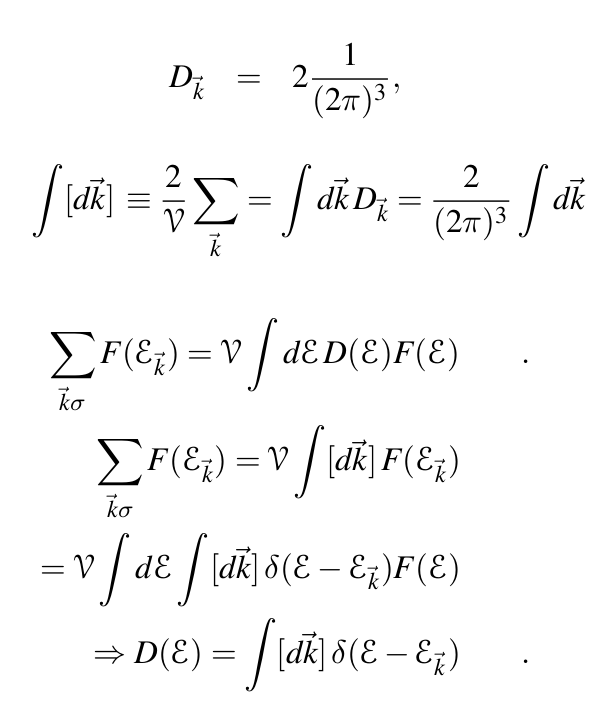 $D_{\vec{k}} = 2\frac{1}{(2\pi)^3},$
$\int [d\vec{k}] \equiv \frac{2}{\mathcal{V}} \sum_{\vec{k}} = \int d\vec{k} D_{\vec{k}} = \frac{2}{(2\pi)^3} \int d\vec{k}$
$\sum_{\vec{k}\sigma} F(\mathcal{E}_{\vec{k}}) = \mathcal{V} \int d\mathcal{E} D(\mathcal{E}) F(\mathcal{E}) \quad .$
$\sum_{\vec{k}\sigma} F(\mathcal{E}_{\vec{k}}) = \mathcal{V} \int [d\vec{k}] F(\mathcal{E}_{\vec{k}})$
$= \mathcal{V} \int d\mathcal{E} \int [d\vec{k}] \delta(\mathcal{E} - \mathcal{E}_{\vec{k}}) F(\mathcal{E})$
$\Rightarrow D(\mathcal{E}) = \int [d\vec{k}] \delta(\mathcal{E} - \mathcal{E}_{\vec{k}}) \quad .$